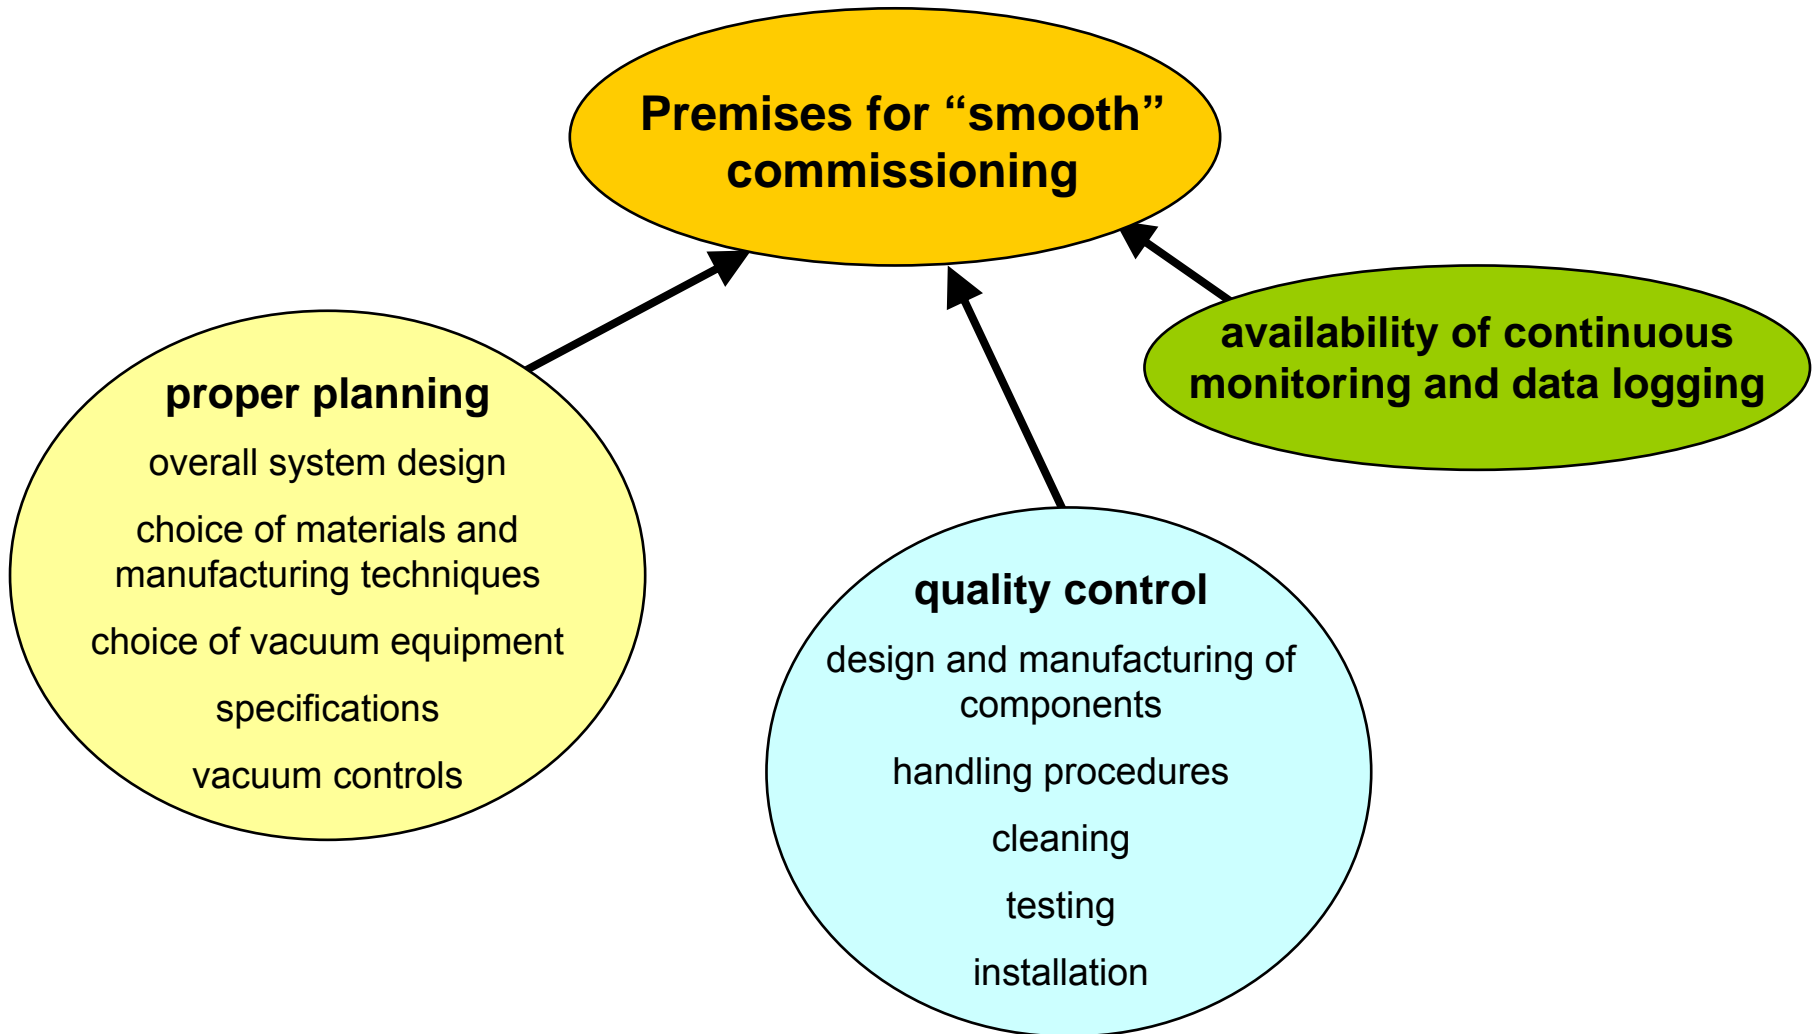 Premises for “smooth”
commissioning
proper planning
overall system design
choice of materials and
manufacturing techniques
choice of vacuum equipment
specifications
vacuum controls
quality control
design and manufacturing of
components
handling procedures
cleaning
testing
installation
availability of continuous
monitoring and data logging